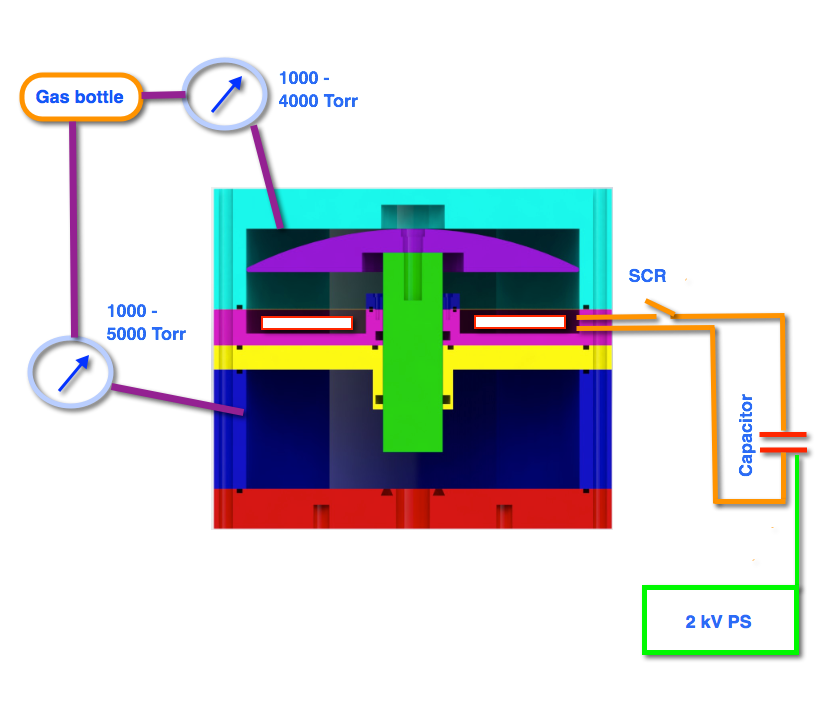 Gas bottle
1000 -
4000 Torr
SCR
1000 -
5000 Torr
Capacitor
2 kV PS